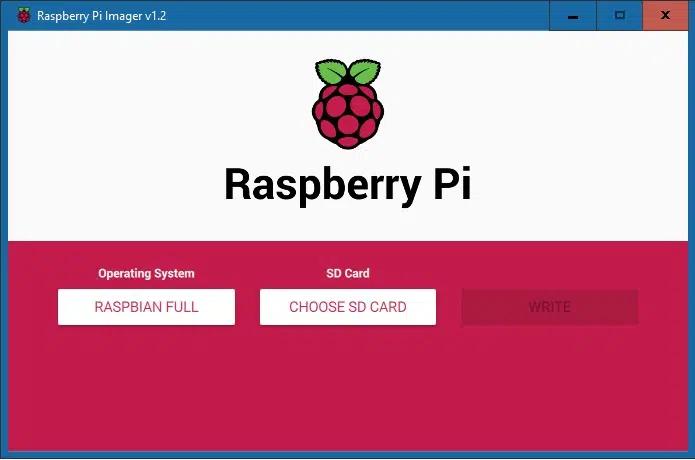 Raspberry Pi Imager v1.2
Raspberry Pi
Operating System
SD Card
RASPBIAN FULL
CHOOSE SD CARD
WRITE